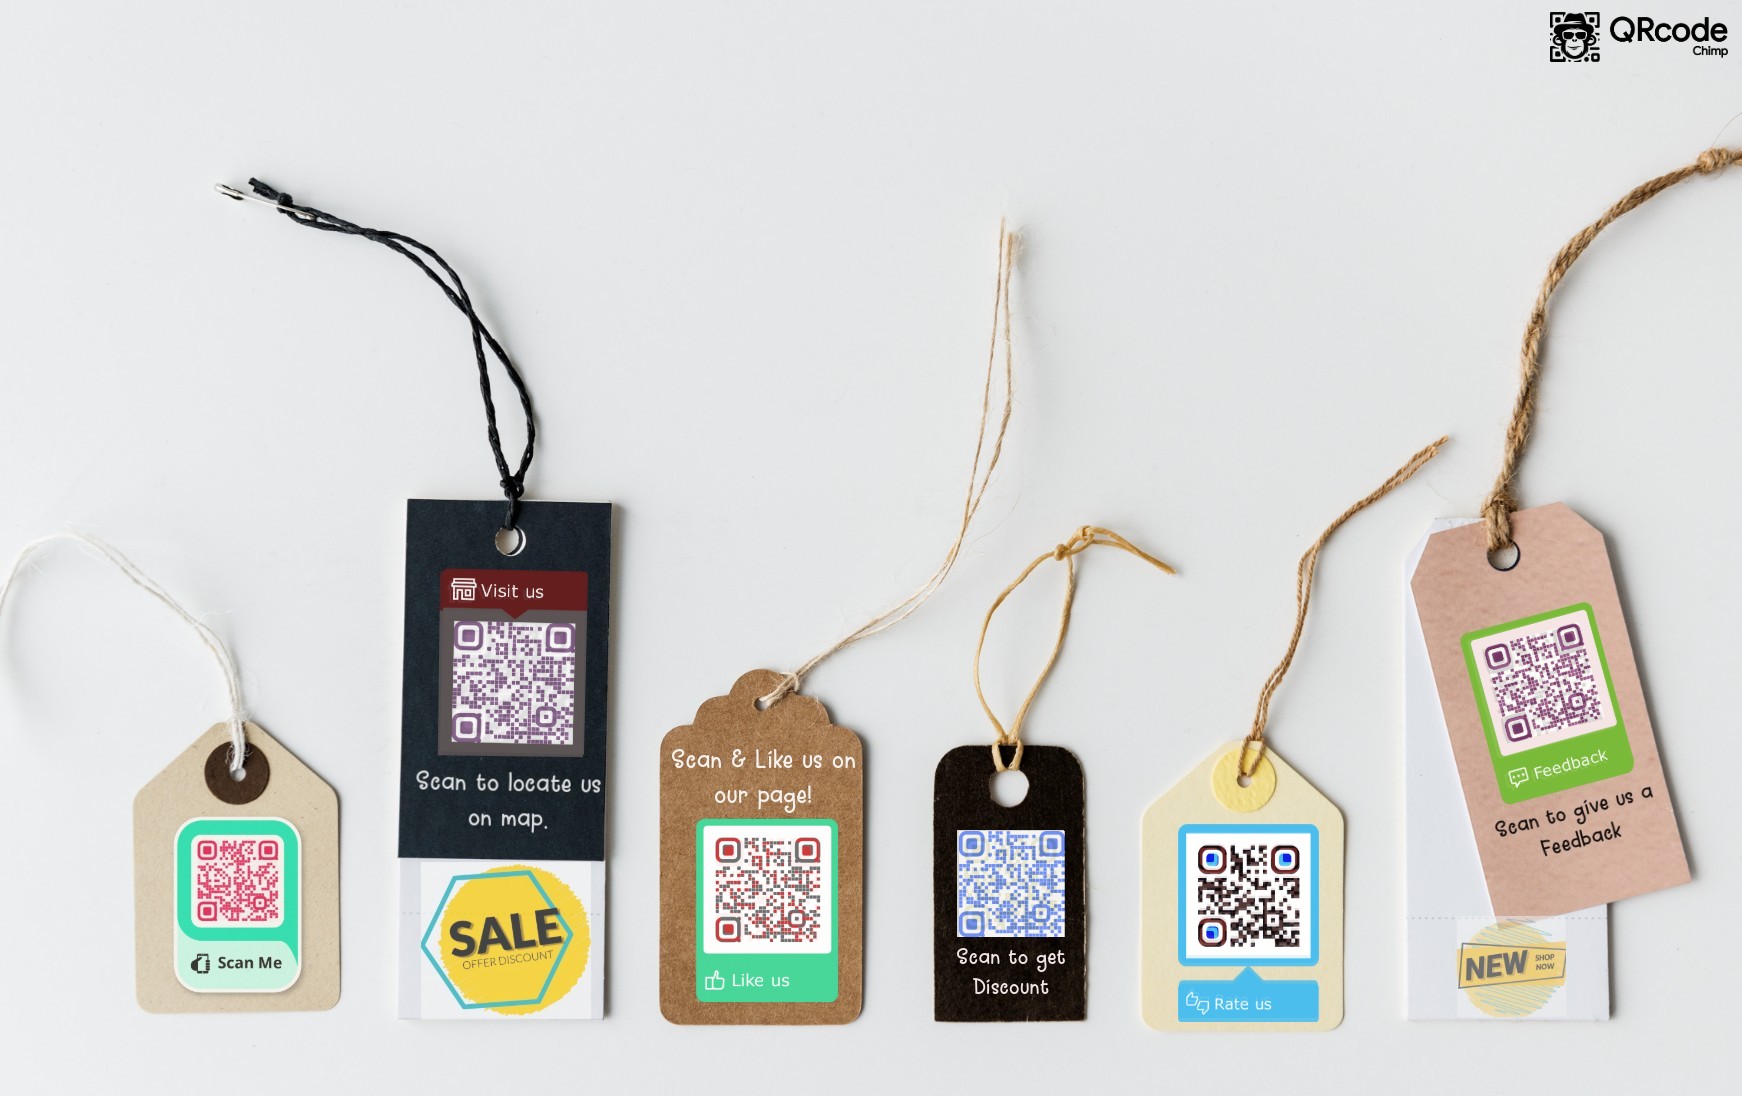 QRcode
Chimp
Scan Me
Visit us
Scan to locate us
on map.
SALE
OFFER DISCOUNT
Scan & Like us on
our page!
Like us
Scan to get
Discount
Rate us
Feedback
Scan to give us a
Feedback
NEW
SHOP
NOW